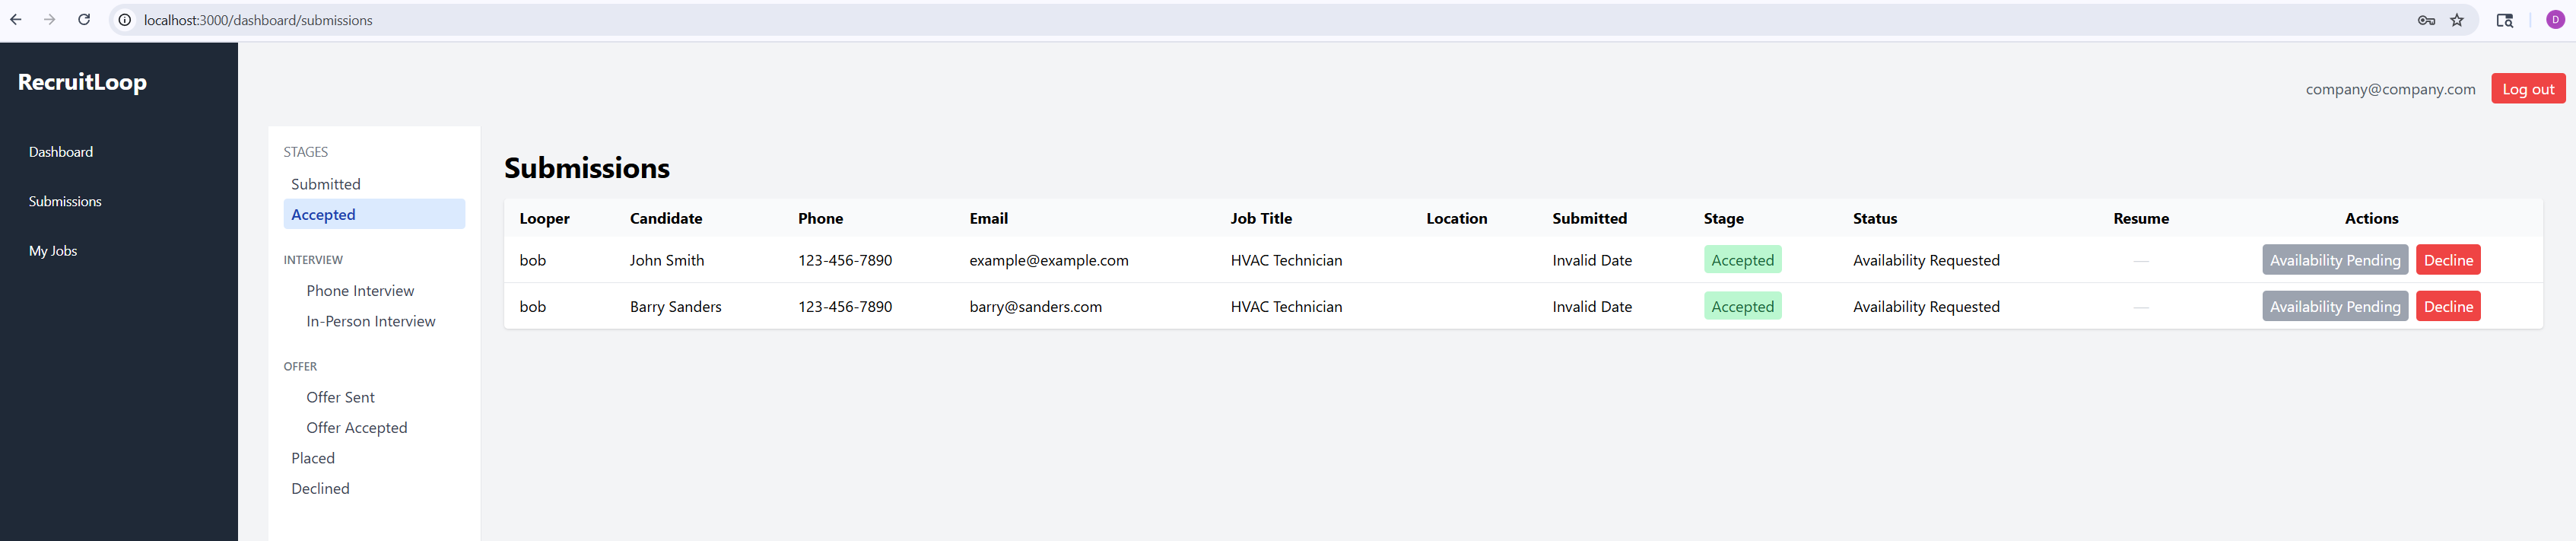 localhost:3000/dashboard/submissions
D
RecruitLoop
company@company.com Log out
Dashboard
Submissions
My Jobs
STAGES
Submitted
Accepted
INTERVIEW
Phone Interview
In-Person Interview
OFFER
Offer Sent
Offer Accepted
Placed
Declined
Submissions
Looper Candidate Phone Email Job Title Location Submitted Stage Status Resume Actions
bob John Smith 123-456-7890 example@example.com HVAC Technician Invalid Date Accepted Availability Requested — Availability Pending Decline
bob Barry Sanders 123-456-7890 barry@sanders.com HVAC Technician Invalid Date Accepted Availability Requested — Availability Pending Decline